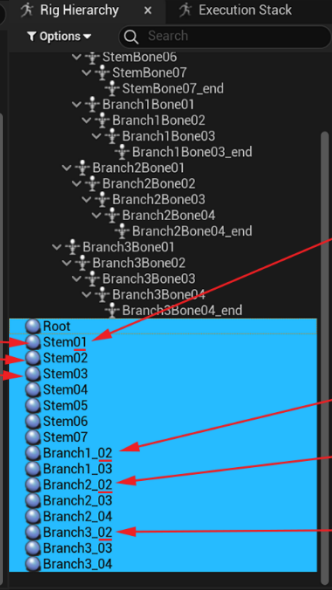 Rig Hierarchy × Execution Stack
Options Search
StemBone06
StemBone07
StemBone07_end
Branch1Bone01
Branch1Bone02
Branch1Bone03
Branch1Bone03_end
Branch2Bone01
Branch2Bone02
Branch2Bone03
Branch2Bone04
Branch2Bone04_end
Branch3Bone01
Branch3Bone02
Branch3Bone03
Branch3Bone04
Branch3Bone04_end
Root
Stem01
Stem02
Stem03
Stem04
Stem05
Stem06
Stem07
Branch1_02
Branch1_03
Branch2_02
Branch2_03
Branch2_04
Branch3_02
Branch3_03
Branch3_04